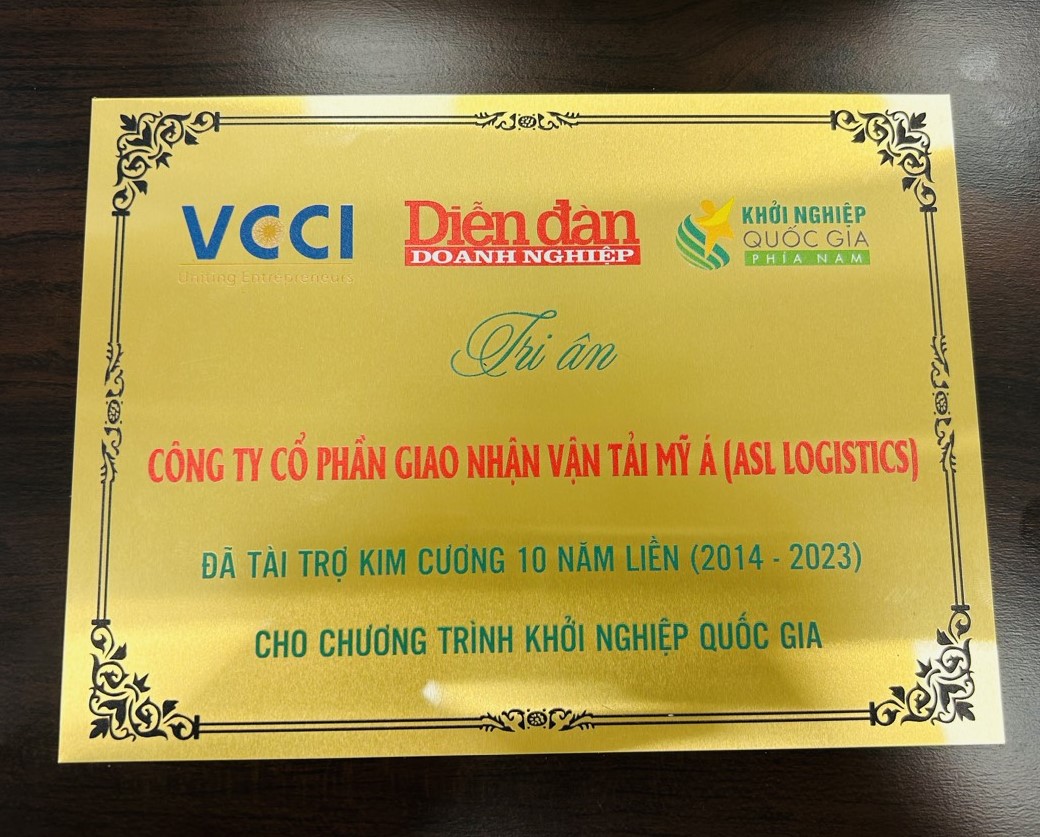 VCCI
Uniting Entrepreneurs
Diễn đàn
DOANH NGHIỆP
KHỞI NGHIỆP
QUỐC GIA
PHÍA NAM
Tri ân
CÔNG TY CỔ PHẦN GIAO NHẬN VẬN TẢI MỸ Á (ASL LOGISTICS)
ĐÃ TÀI TRỢ KIM CƯƠNG 10 NĂM LIỀN (2014 - 2023)
CHO CHƯƠNG TRÌNH KHỞI NGHIỆP QUỐC GIA